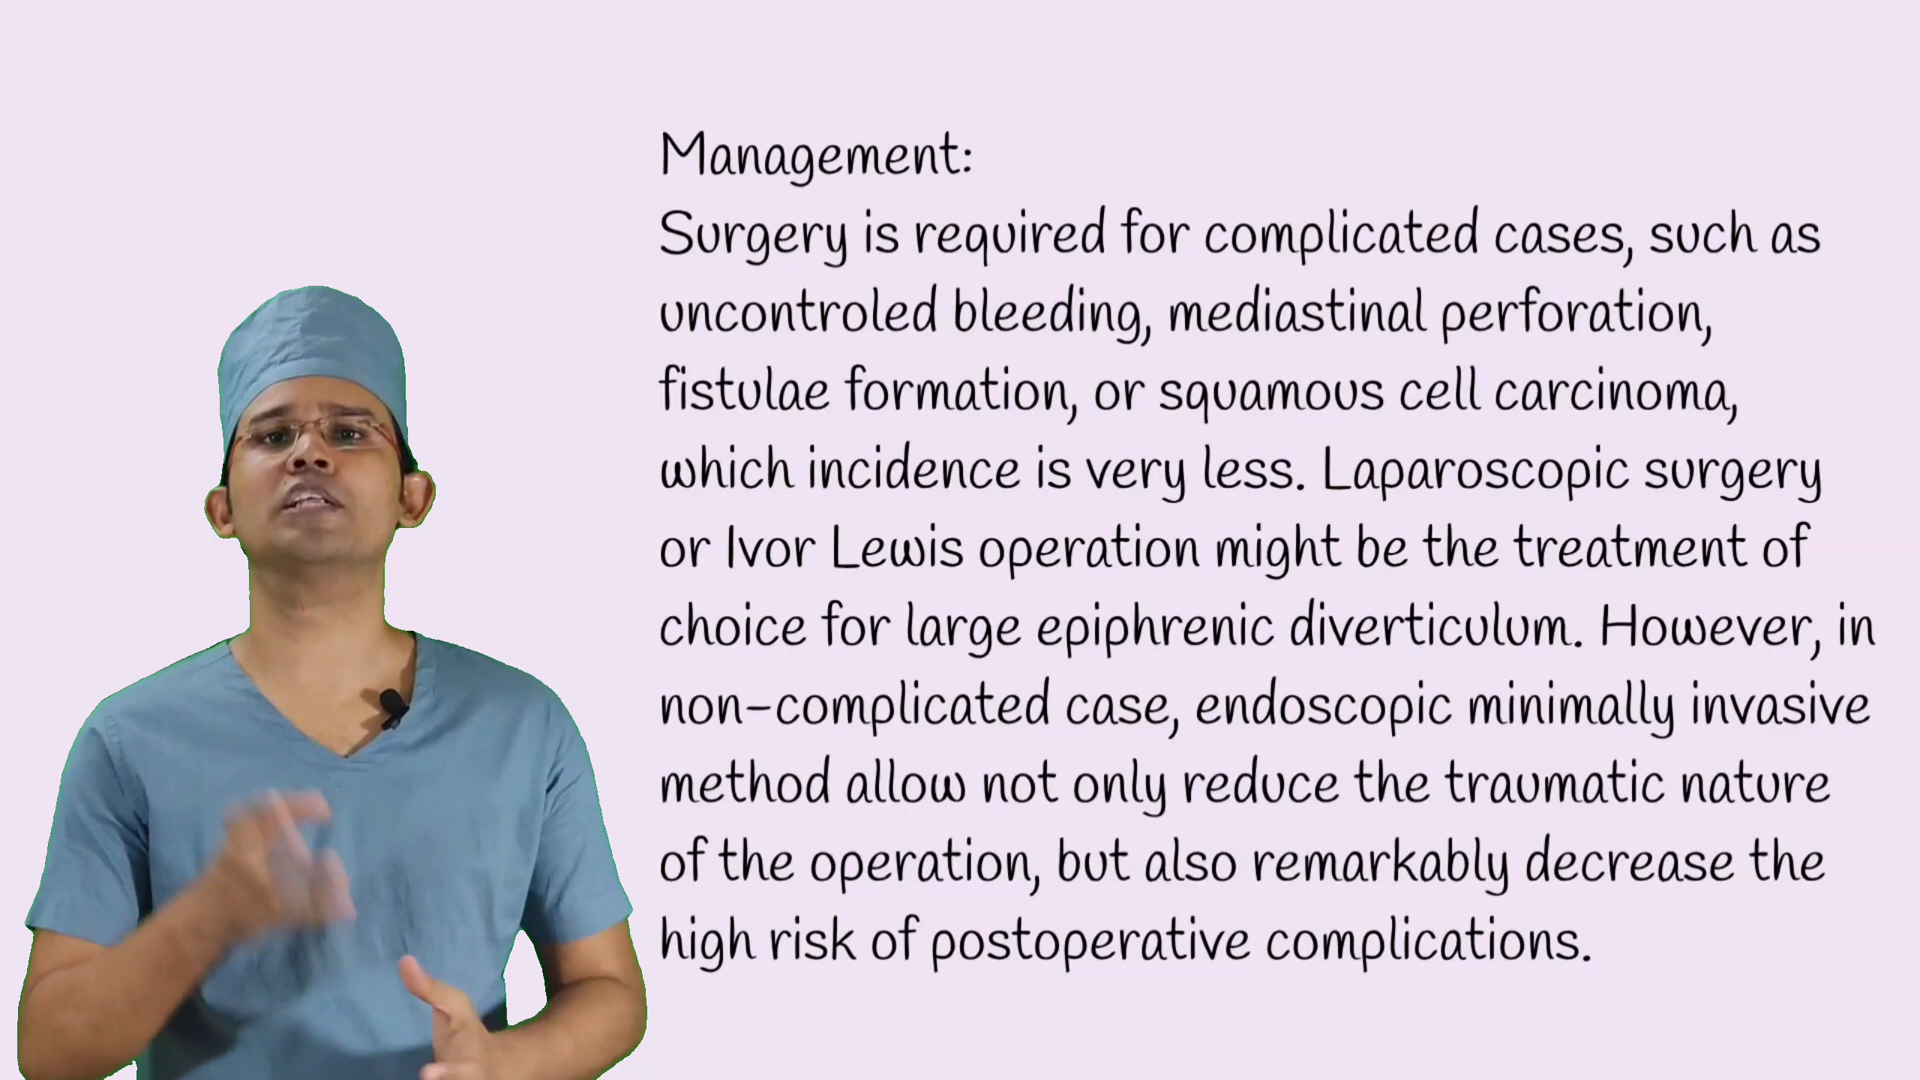 Management:
Surgery is required for complicated cases, such as
uncontroled bleeding, mediastinal perforation,
fistulae formation, or squamous cell carcinoma,
which incidence is very less. Laparoscopic surgery
or Ivor Lewis operation might be the treatment of
choice for large epiphrenic diverticulum. However, in
non-complicated case, endoscopic minimally invasive
method allow not only reduce the traumatic nature
of the operation, but also remarkably decrease the
high risk of postoperative complications.